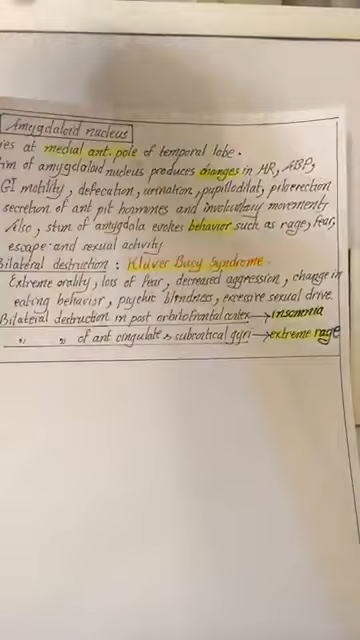 Amygdaloid nucleus
ies at medial ant. pole of temporal lobe.
im of amygdaloid nucleus produces changes in HR, ABP,
GI motility, defecation, urination, pupillodilat, piloerection
secretion of ant pit hormones and involuntary movements
Also, stim of amygdala evokes behavior such as rage, fear,
escape and sexual activity
Bilateral destruction: Kluver Bucy Syndrome.
Extreme orality, loss of fear, decreased aggression, change in
eating behavior, psychic blindness, excessive sexual drive.
Bilateral destruction in post orbitofrontal cortex → insomnia
" " of ant cingulate & subcortical gyri → extreme rage